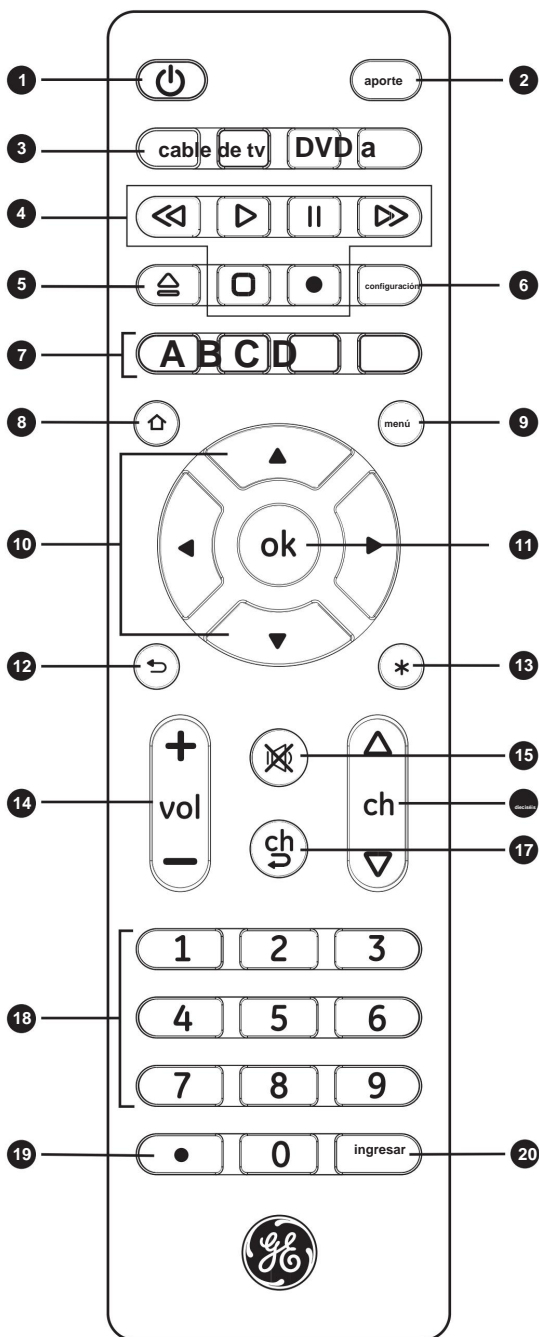 1
aporte 2
3 cable de tv DVD a
4
5 configuración 6
7 A B C D
8 menú 9
10 ok 11
12 * 13
+
15
14 vol ch dieciséis
ch 17
1 2 3
18 4 5 6
7 8 9
19 0 ingresar 20
GE